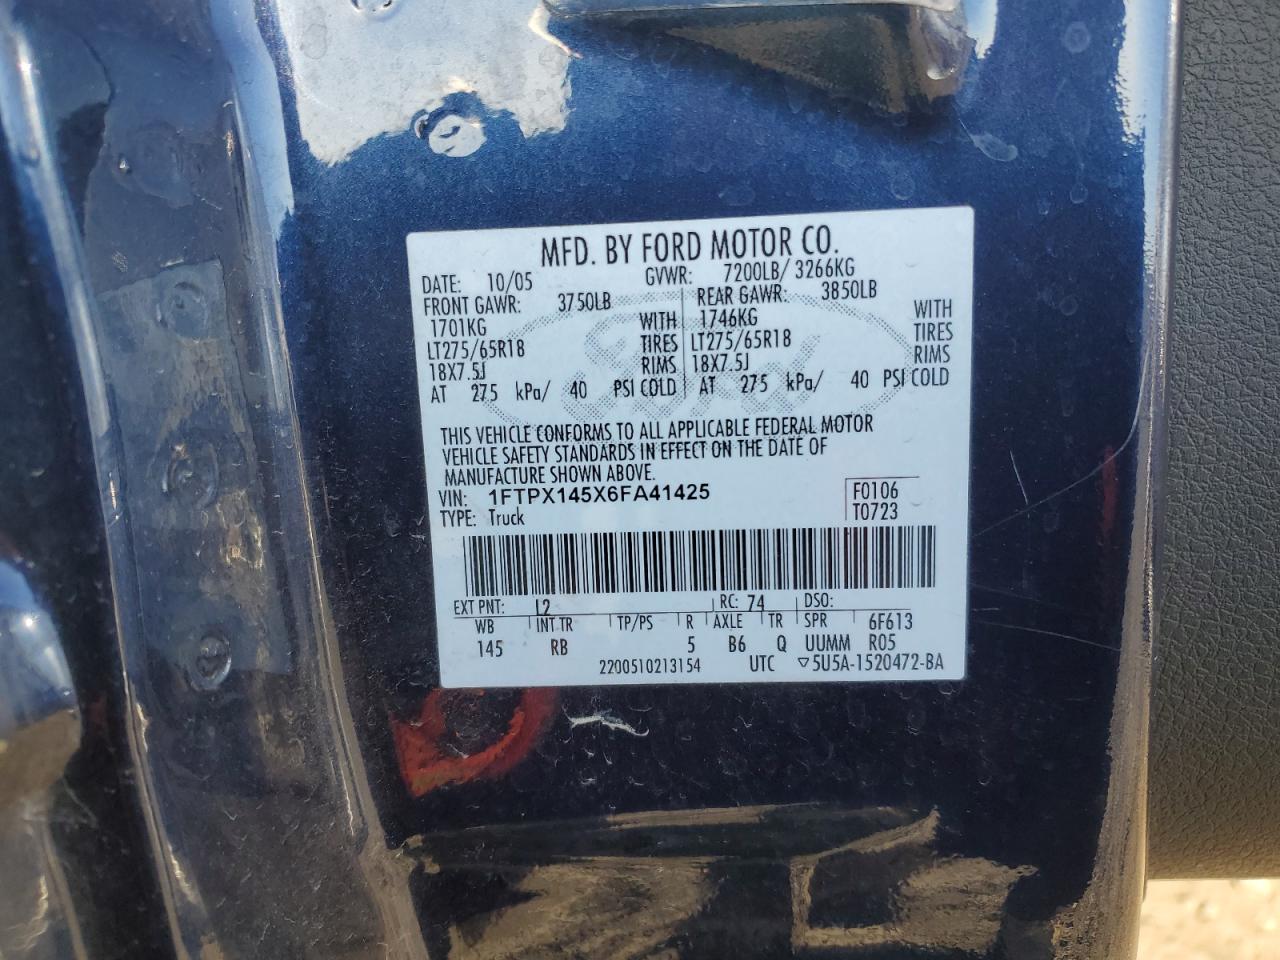 MFD. BY FORD MOTOR CO.
DATE: 10/05 GVWR: 7200LB/ 3266KG
FRONT GAWR: 3750LB REAR GAWR: 3850LB
1701KG WITH 1746KG WITH
LT275/65R18 TIRES LT275/65R18 TIRES
18X7.5J RIMS 18X7.5J RIMS
AT 275 kPa/ 40 PSI COLD AT 275 kPa/ 40 PSI COLD
THIS VEHICLE CONFORMS TO ALL APPLICABLE FEDERAL MOTOR
VEHICLE SAFETY STANDARDS IN EFFECT ON THE DATE OF
MANUFACTURE SHOWN ABOVE.
VIN: 1FTPX145X6FA41425 F0106
TYPE: Truck T0723
EXT PNT: L2 RC: 74 DSO:
WB INT TR TP/PS R AXLE TR SPR 6F613
145 RB 5 B6 Q UUMM R05
2200510213154 UTC ▽5U5A-1520472-BA